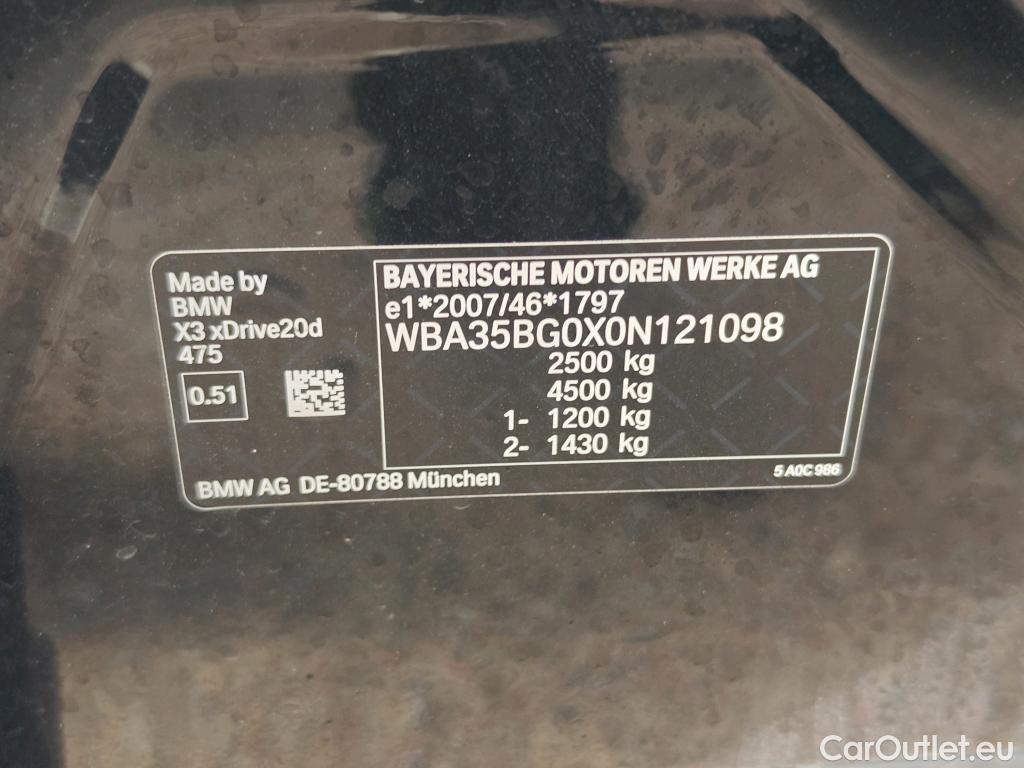 Made by
BMW
X3 xDrive20d
475
0.51
BAYERISCHE MOTOREN WERKE AG
e1*2007/46*1797
WBA35BG0X0N121098
2500 kg
4500 kg
1- 1200 kg
2- 1430 kg
BMW AG DE-80788 München
5 A0C 986
CarOutlet.eu